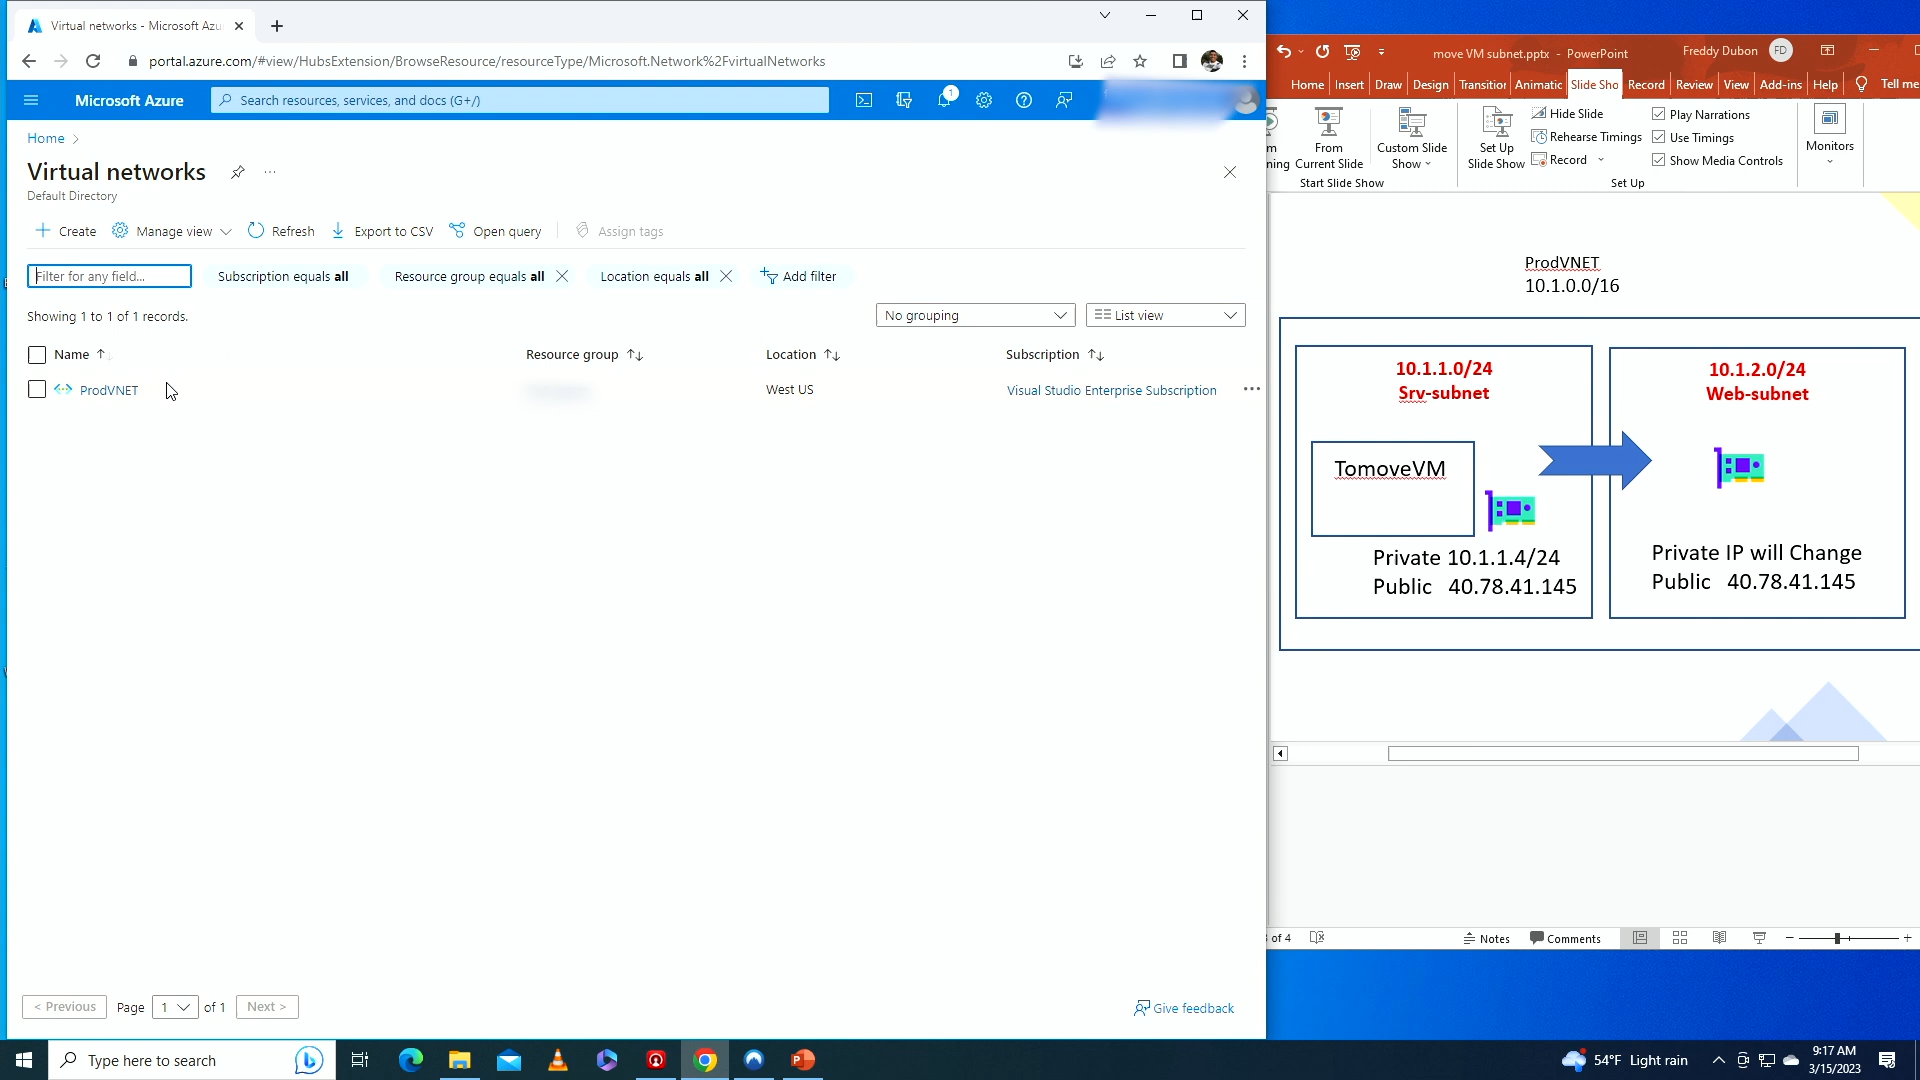 Virtual networks - Microsoft Azu
portal.azure.com/#view/HubsExtension/BrowseResource/resourceType/Microsoft.Network%2FvirtualNetworks
Microsoft Azure
Search resources, services, and docs (G+/)
1
Home
Virtual networks
Default Directory
Create
Manage view
Refresh
Export to CSV
Open query
Assign tags
Filter for any field...
Subscription equals all
Resource group equals all
Location equals all
Add filter
Showing 1 to 1 of 1 records.
No grouping
List view
Name
Resource group
Location
Subscription
ProdVNET
West US
Visual Studio Enterprise Subscription
< Previous
Page
1
of 1
Next >
Give feedback
move VM subnet.pptx - PowerPoint
Freddy Dubon
FD
Home
Insert
Draw
Design
Transition
Animatic
Slide Sho
Record
Review
View
Add-ins
Help
Tell me
From
Current Slide
Custom Slide
Show
Start Slide Show
Set Up
Slide Show
Hide Slide
Rehearse Timings
Record
Play Narrations
Use Timings
Show Media Controls
Set Up
Monitors
ProdVNET
10.1.0.0/16
10.1.1.0/24
Srv-subnet
TomoveVM
Private 10.1.1.4/24
Public 40.78.41.145
10.1.2.0/24
Web-subnet
Private IP will Change
Public 40.78.41.145
of 4
Notes
Comments
Type here to search
54°F Light rain
9:17 AM
3/15/2023